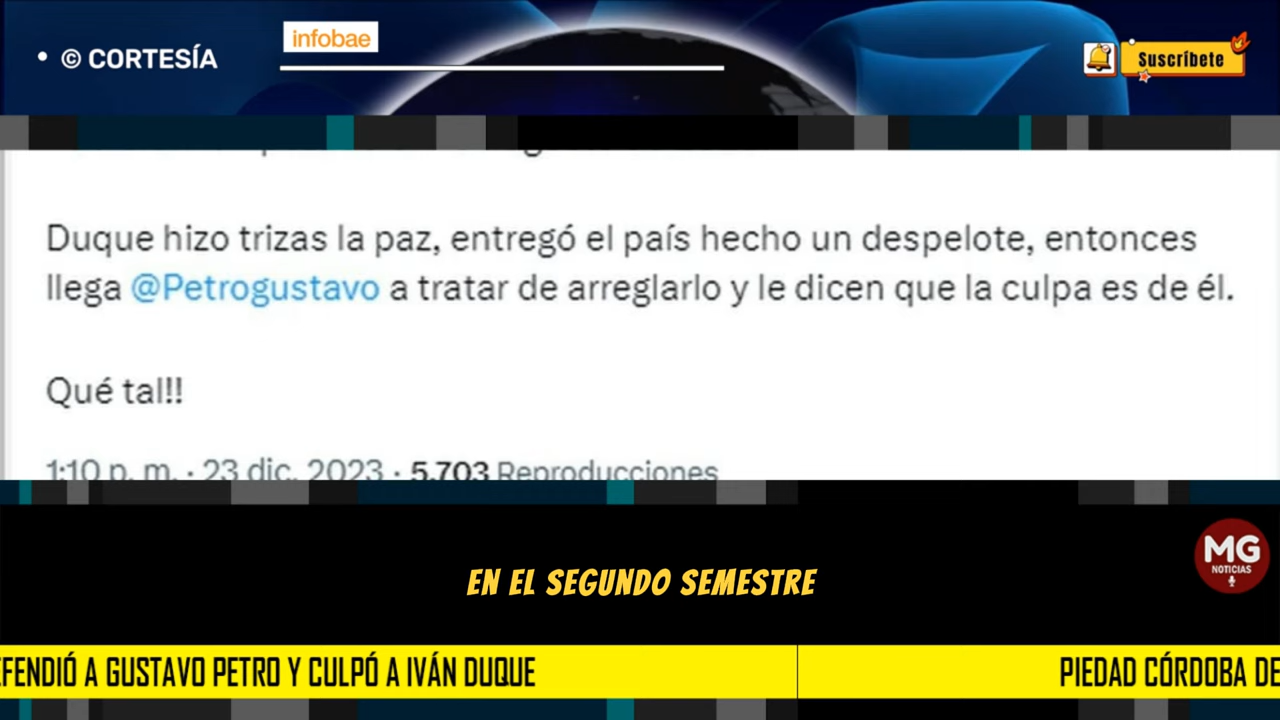 © CORTESÍA
infobae
Suscríbete
Duque hizo trizas la paz, entregó el país hecho un despelote, entonces
llega @Petrogustavo a tratar de arreglarlo y le dicen que la culpa es de él.
Qué tal!!
1:10 p. m. · 23 dic. 2023 · 5.703 Reproducciones
MG
NOTICIAS
EN EL SEGUNDO SEMESTRE
FENDIÓ A GUSTAVO PETRO Y CULPÓ A IVÁN DUQUE
PIEDAD CÓRDOBA DE